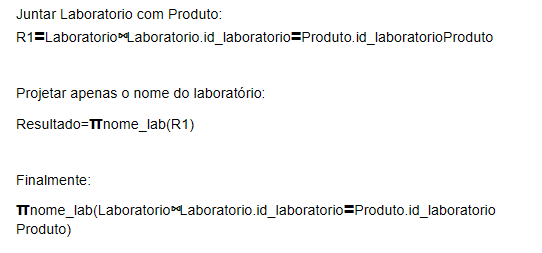 Juntar Laboratorio com Produto:
R1=Laboratorio⋈Laboratorio.id_laboratorio=Produto.id_laboratorioProduto
Projetar apenas o nome do laboratório:
Resultado=πnome_lab(R1)
Finalmente:
πnome_lab(Laboratorio⋈Laboratorio.id_laboratorio=Produto.id_laboratorio
Produto)